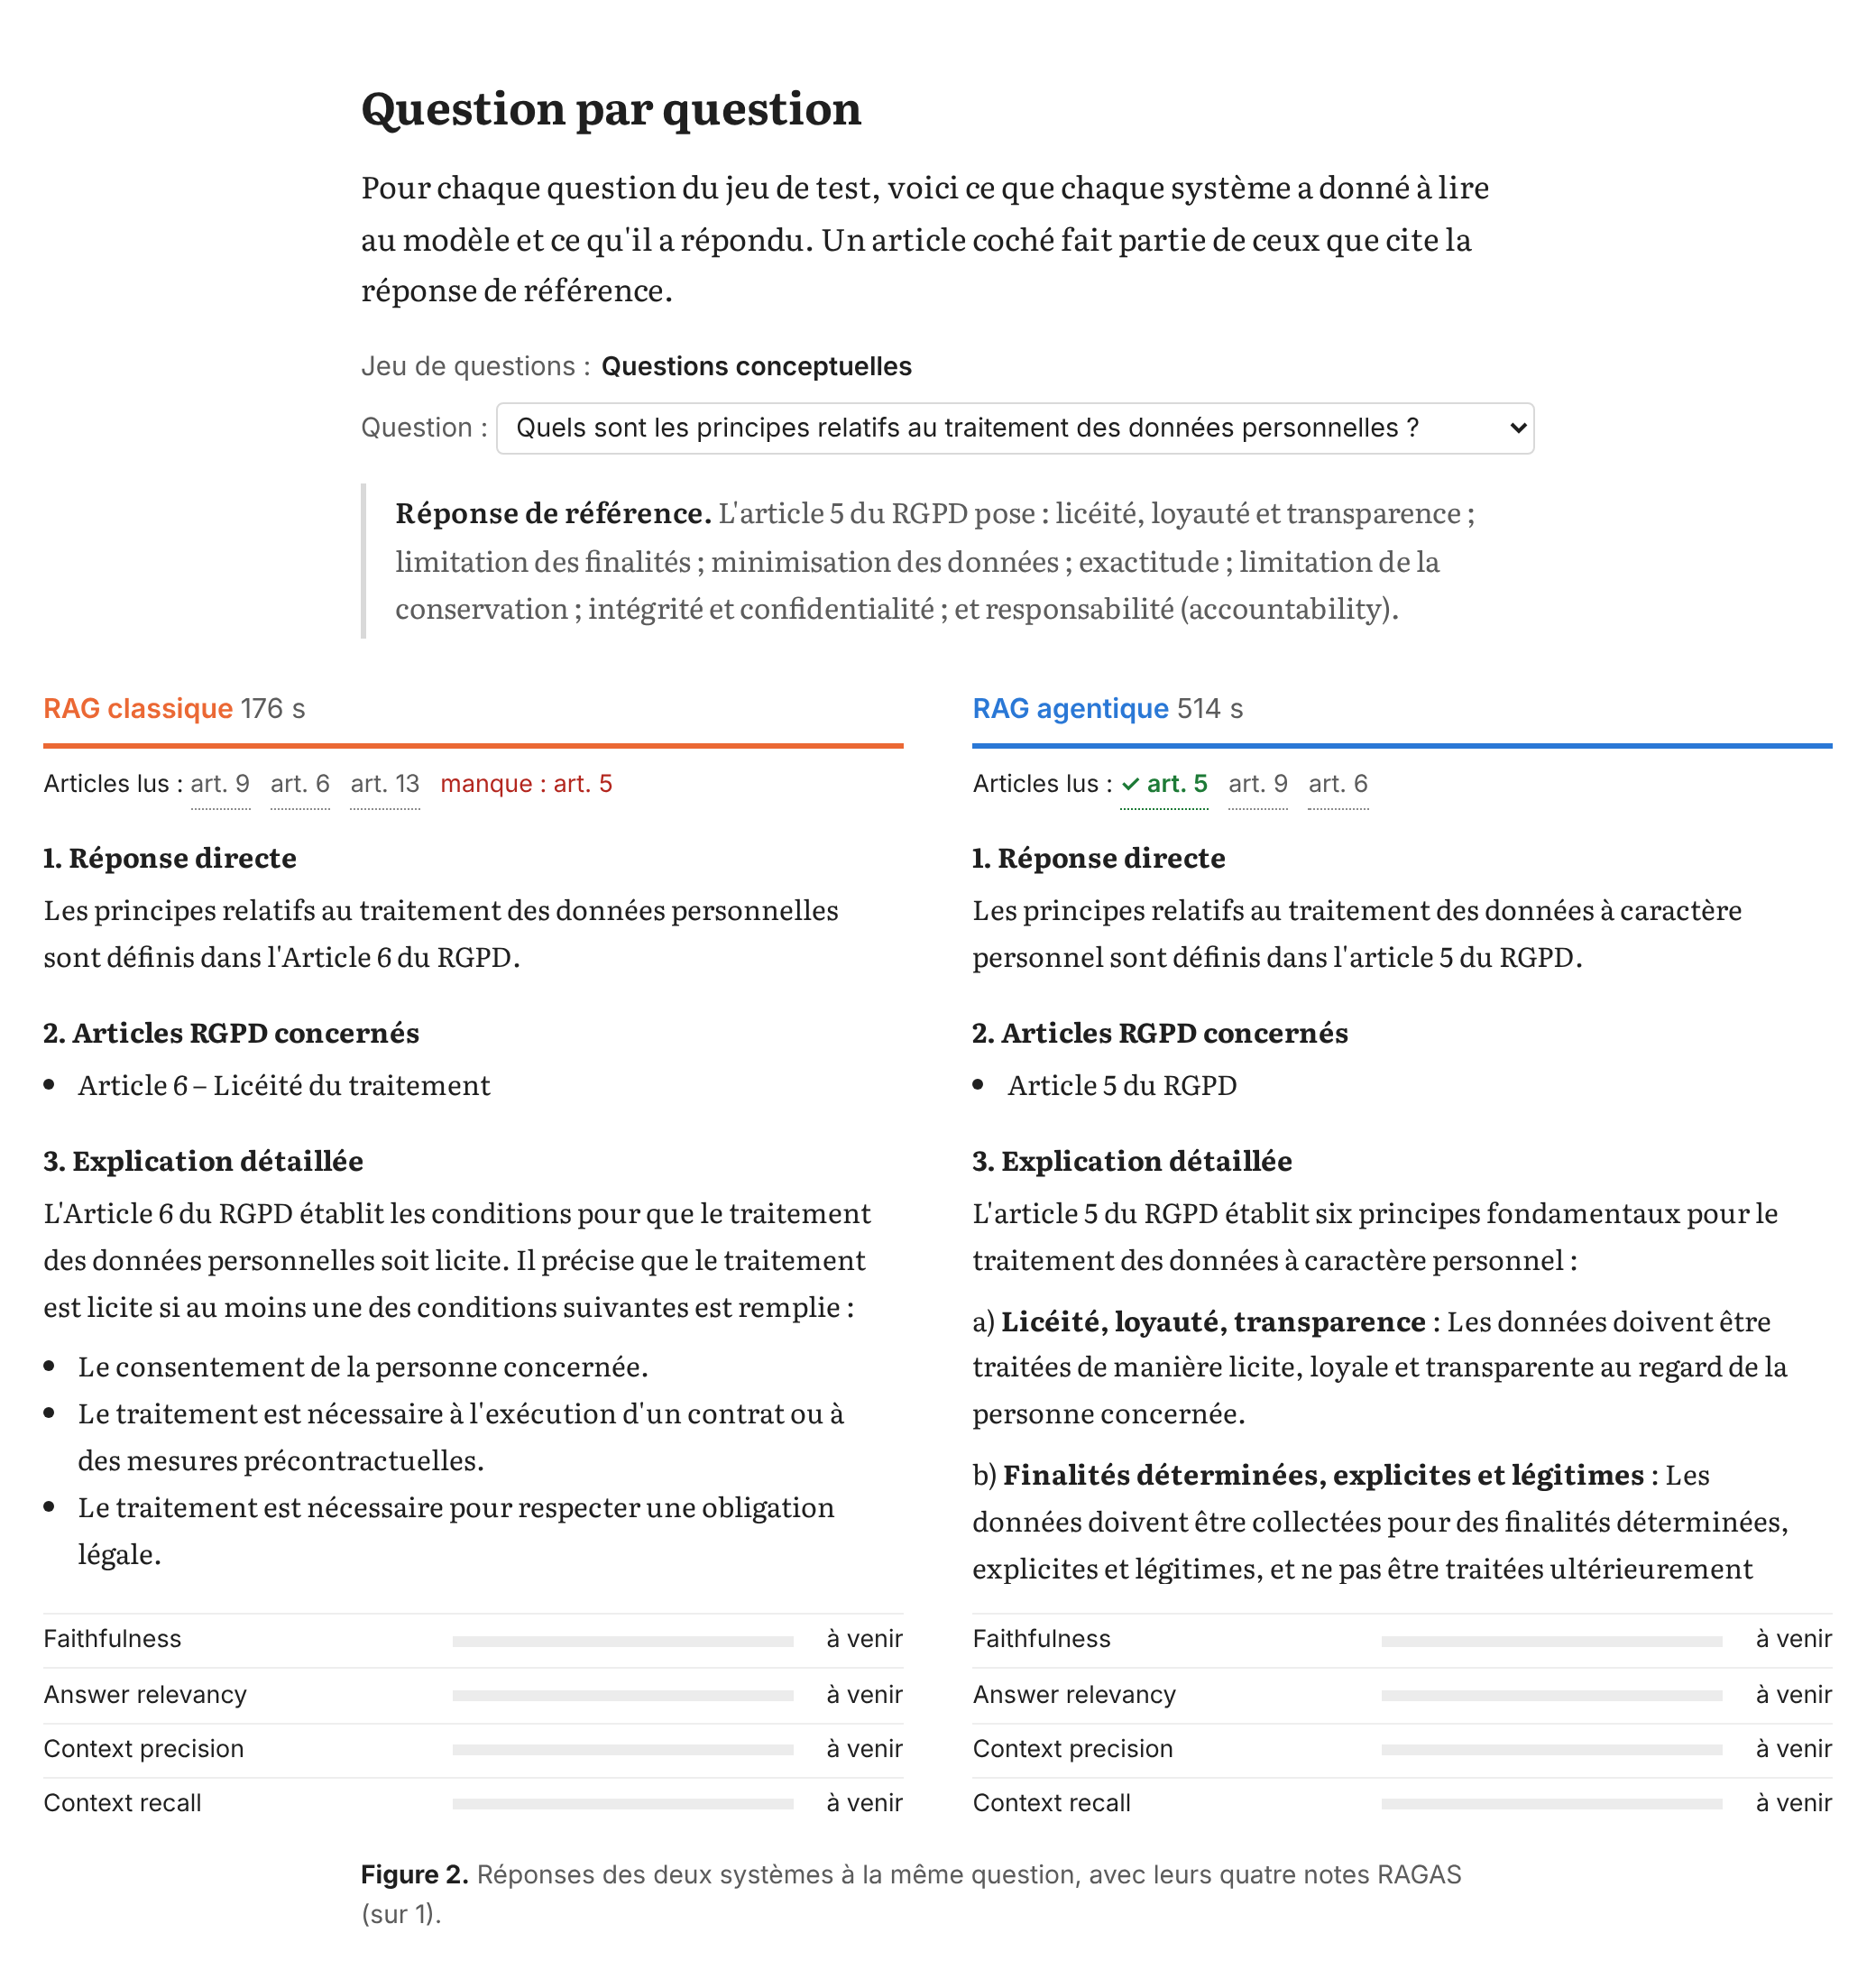 Question par question
Pour chaque question du jeu de test, voici ce que chaque système a donné à lire
au modèle et ce qu'il a répondu. Un article coché fait partie de ceux que cite la
réponse de référence.
Jeu de questions : Questions conceptuelles
Question : Quels sont les principes relatifs au traitement des données personnelles ?
Réponse de référence. L'article 5 du RGPD pose : licéité, loyauté et transparence ;
limitation des finalités ; minimisation des données ; exactitude ; limitation de la
conservation ; intégrité et confidentialité ; et responsabilité (accountability).
RAG classique 176 s
Articles lus : art. 9 art. 6 art. 13 manque : art. 5
1. Réponse directe
Les principes relatifs au traitement des données personnelles
sont définis dans l'Article 6 du RGPD.
2. Articles RGPD concernés
• Article 6 – Licéité du traitement
3. Explication détaillée
L'Article 6 du RGPD établit les conditions pour que le traitement
des données personnelles soit licite. Il précise que le traitement
est licite si au moins une des conditions suivantes est remplie :
• Le consentement de la personne concernée.
• Le traitement est nécessaire à l'exécution d'un contrat ou à
des mesures précontractuelles.
• Le traitement est nécessaire pour respecter une obligation
légale.
Faithfulness à venir
Answer relevancy à venir
Context precision à venir
Context recall à venir
RAG agentique 514 s
Articles lus : ✓ art. 5 art. 9 art. 6
1. Réponse directe
Les principes relatifs au traitement des données à caractère
personnel sont définis dans l'article 5 du RGPD.
2. Articles RGPD concernés
• Article 5 du RGPD
3. Explication détaillée
L'article 5 du RGPD établit six principes fondamentaux pour le
traitement des données à caractère personnel :
a) Licéité, loyauté, transparence : Les données doivent être
traitées de manière licite, loyale et transparente au regard de la
personne concernée.
b) Finalités déterminées, explicites et légitimes : Les
données doivent être collectées pour des finalités déterminées,
explicites et légitimes, et ne pas être traitées ultérieurement
Faithfulness à venir
Answer relevancy à venir
Context precision à venir
Context recall à venir
Figure 2. Réponses des deux systèmes à la même question, avec leurs quatre notes RAGAS
(sur 1).